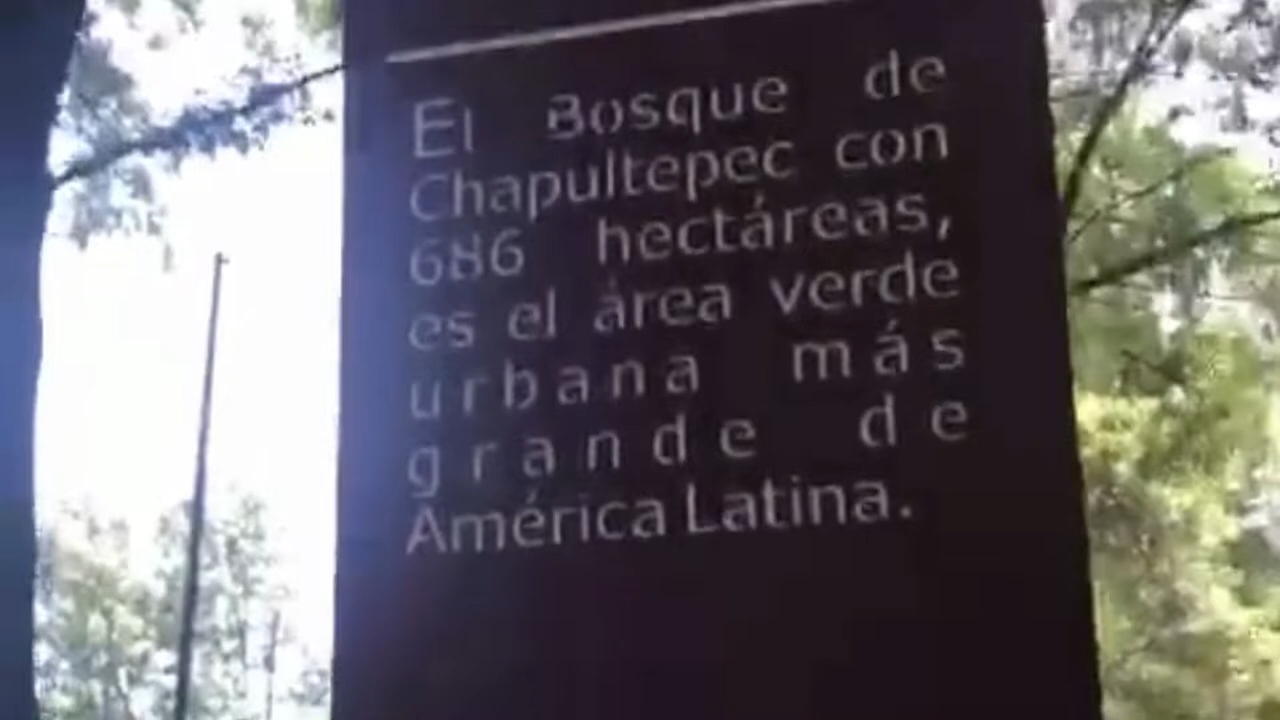 El Bosque de
Chapultepec con
686 hectáreas,
es el área verde
urbana más
grande de
América Latina.